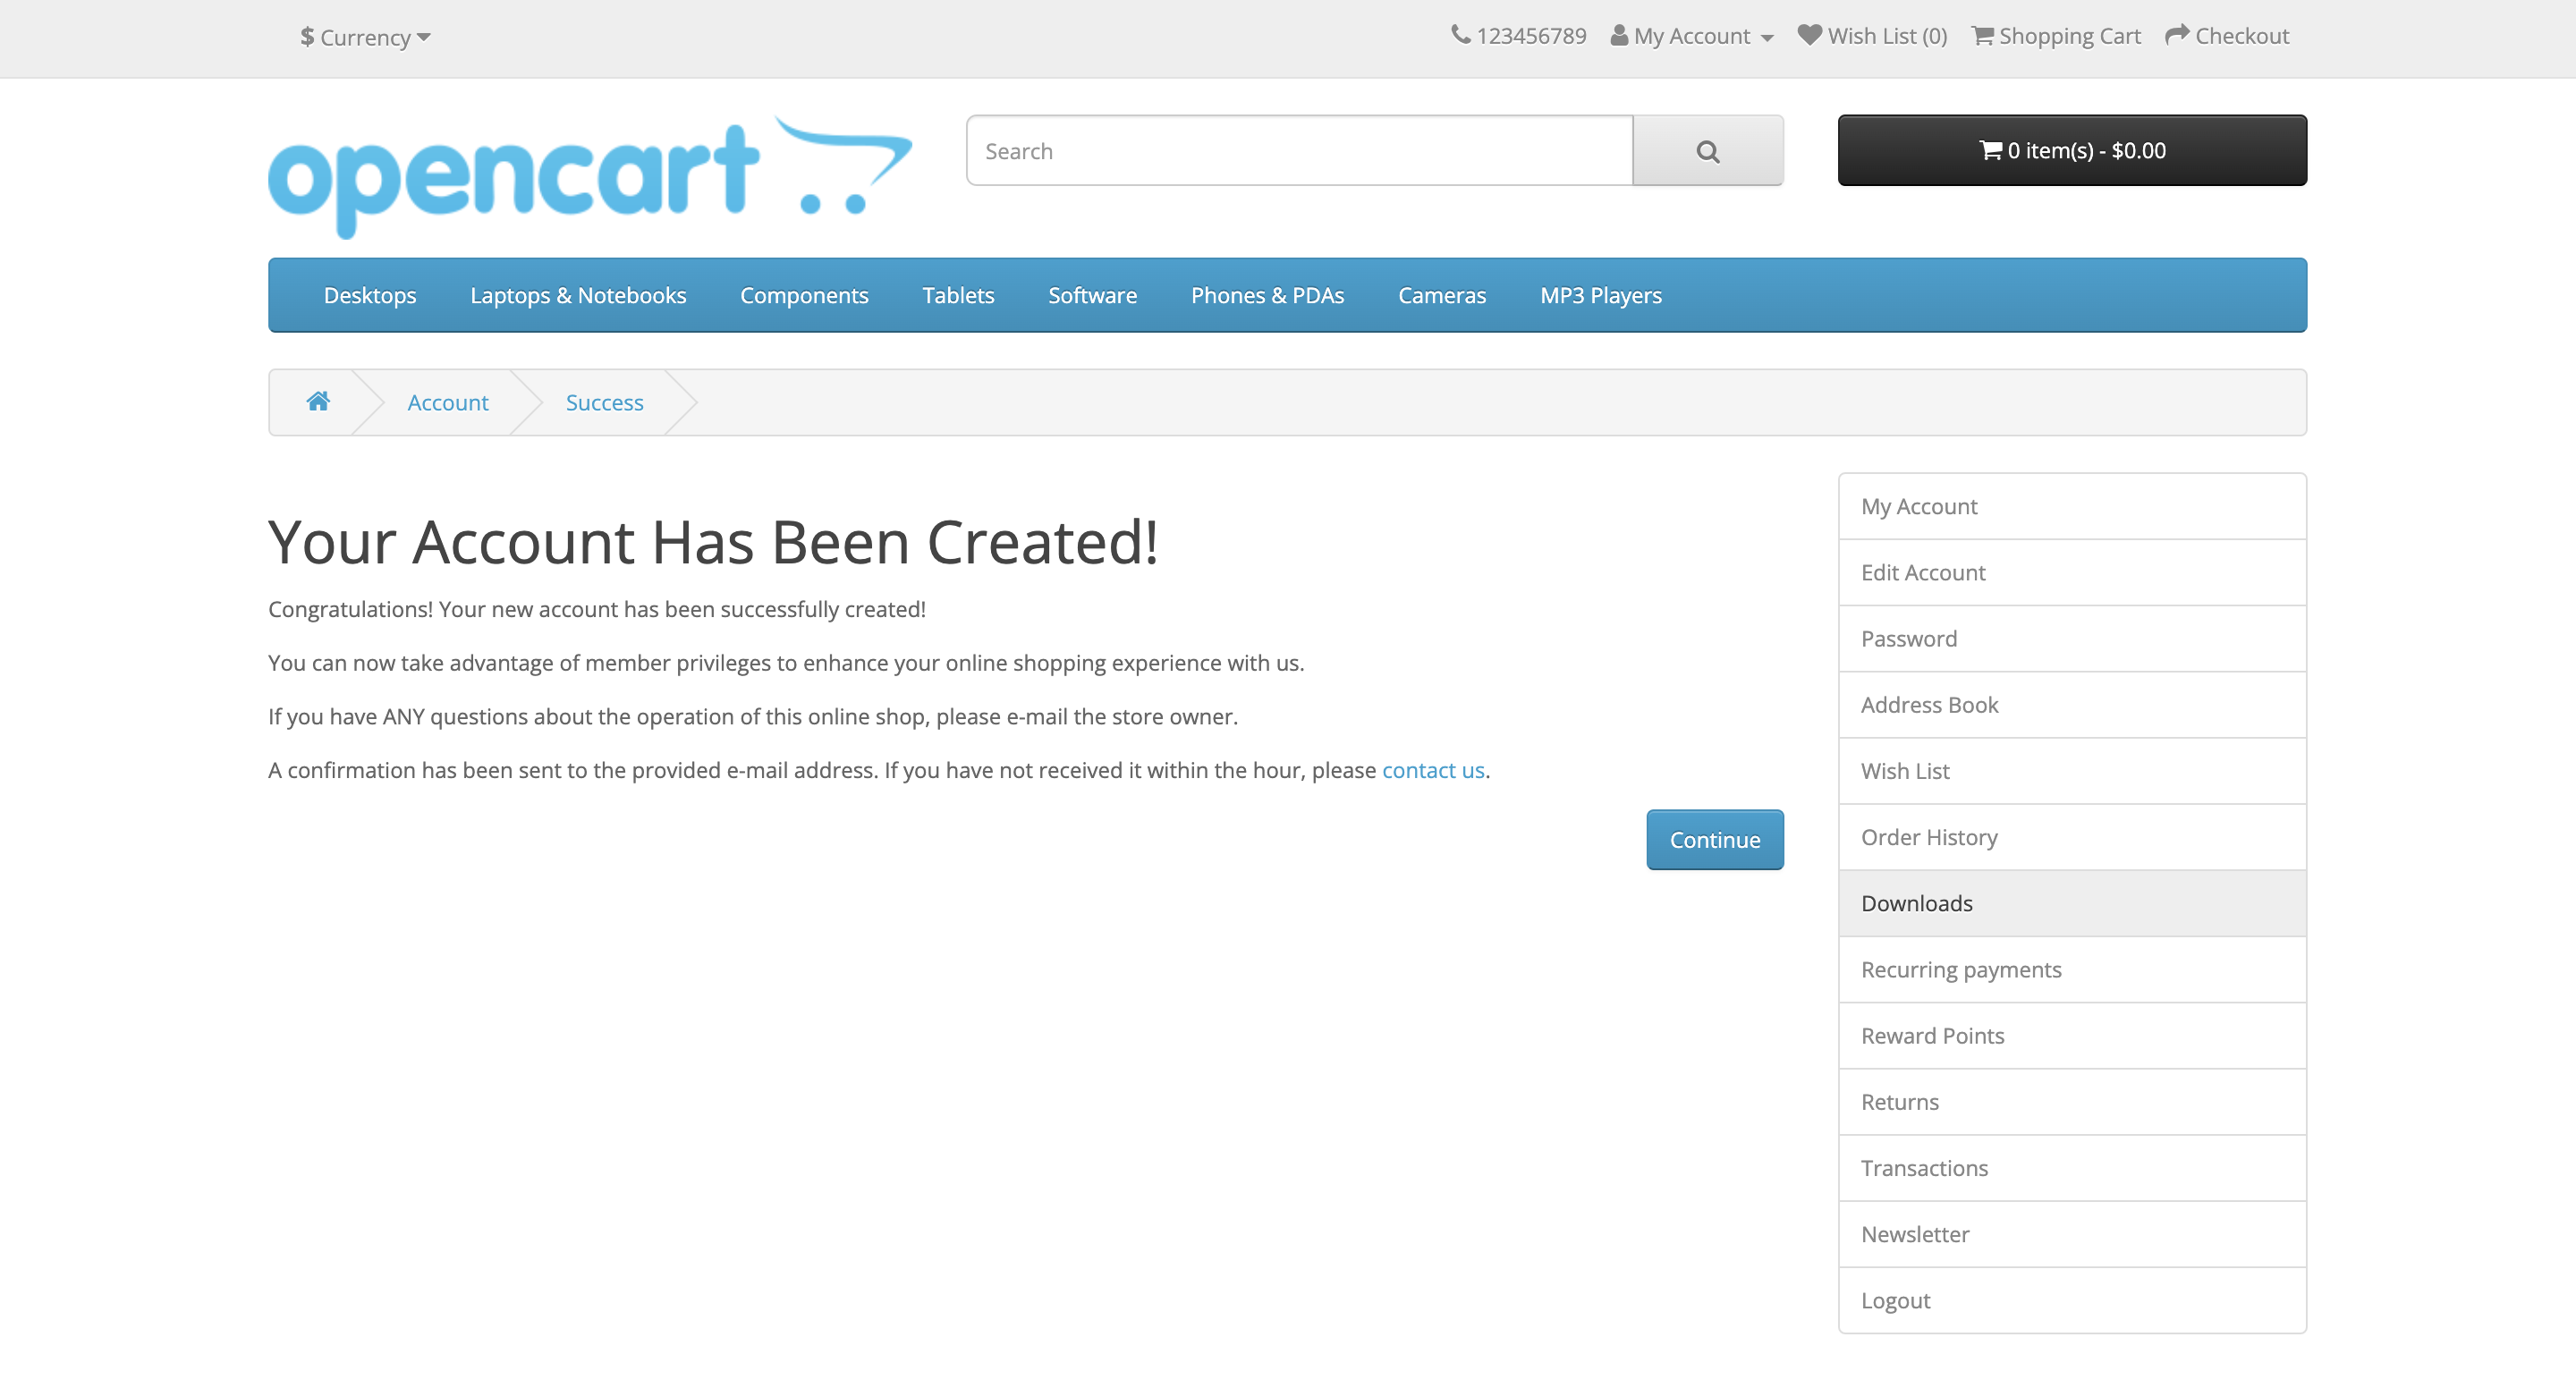 $ Currency
123456789 My Account Wish List (0) Shopping Cart Checkout
opencart
Search
0 item(s) - $0.00
Desktops Laptops & Notebooks Components Tablets Software Phones & PDAs Cameras MP3 Players
Account Success
Your Account Has Been Created!
Congratulations! Your new account has been successfully created!
You can now take advantage of member privileges to enhance your online shopping experience with us.
If you have ANY questions about the operation of this online shop, please e-mail the store owner.
A confirmation has been sent to the provided e-mail address. If you have not received it within the hour, please contact us.
Continue
My Account
Edit Account
Password
Address Book
Wish List
Order History
Downloads
Recurring payments
Reward Points
Returns
Transactions
Newsletter
Logout